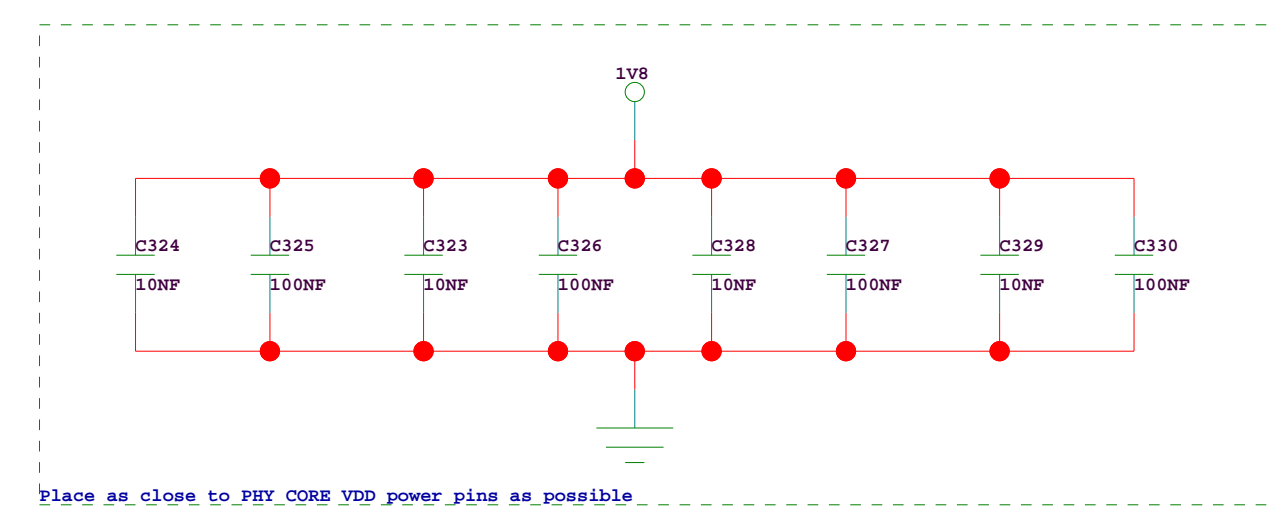 1V8
C324 C325 C323 C326 C328 C327 C329 C330
10NF 100NF 10NF 100NF 10NF 100NF 10NF 100NF
Place as close to PHY CORE VDD power pins as possible